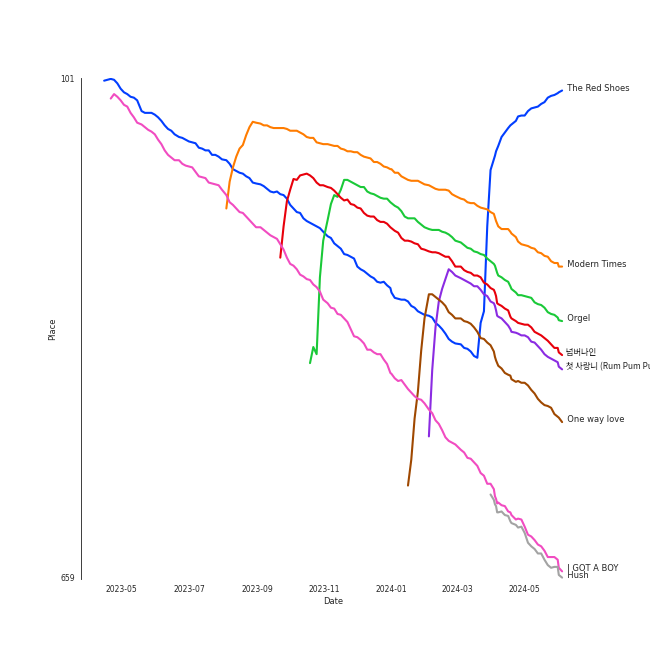 101
The Red Shoes
Modern Times
Orgel
넘버나인
첫 사랑니 (Rum Pum Pu
One way love
I GOT A BOY
Hush
659
Place
2023-05
2023-07
2023-09
2023-11
2024-01
2024-03
2024-05
Date